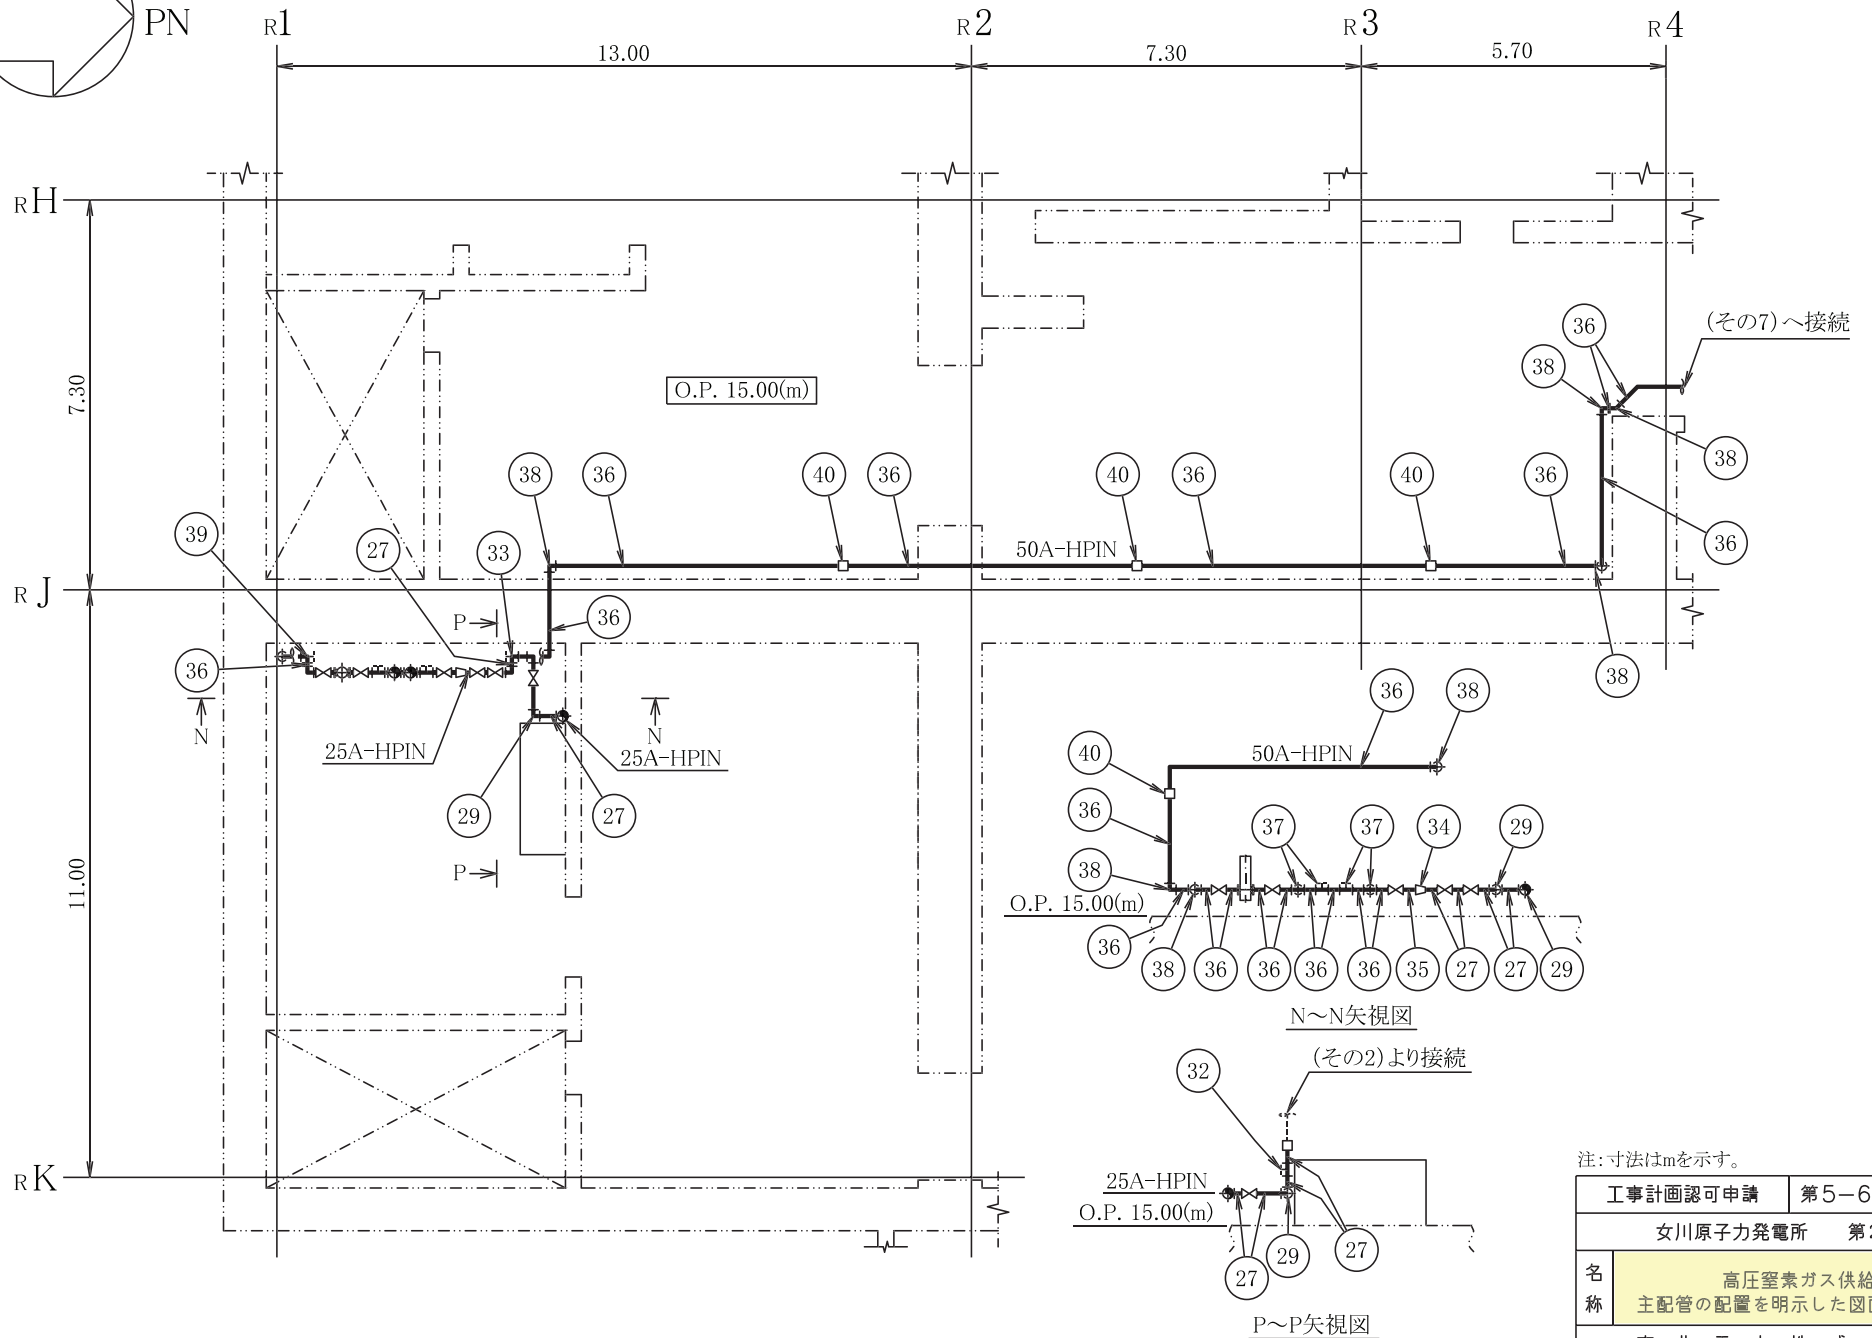 PN
R1
R2
R3
R4
13.00
7.30
5.70
RH
7.30
O.P. 15.00(m)
36
(その7)へ接続
38
38
36
40
36
40
36
40
36
38
36
39
27
33
50A-HPIN
RJ
P
36
36
38
N
N
25A-HPIN
25A-HPIN
29
27
P
11.00
36
38
40
50A-HPIN
36
37
37
34
29
38
O.P. 15.00(m)
36
38
36
36
36
36
35
27
27
29
N～N矢視図
32
(その2)より接続
25A-HPIN
O.P. 15.00(m)
27
29
27
P～P矢視図
RK
注:寸法はmを示す。
工事計画認可申請
第5-6
女川原子力発電所 第
名称
高圧窒素ガス供給
主配管の配置を明示した図